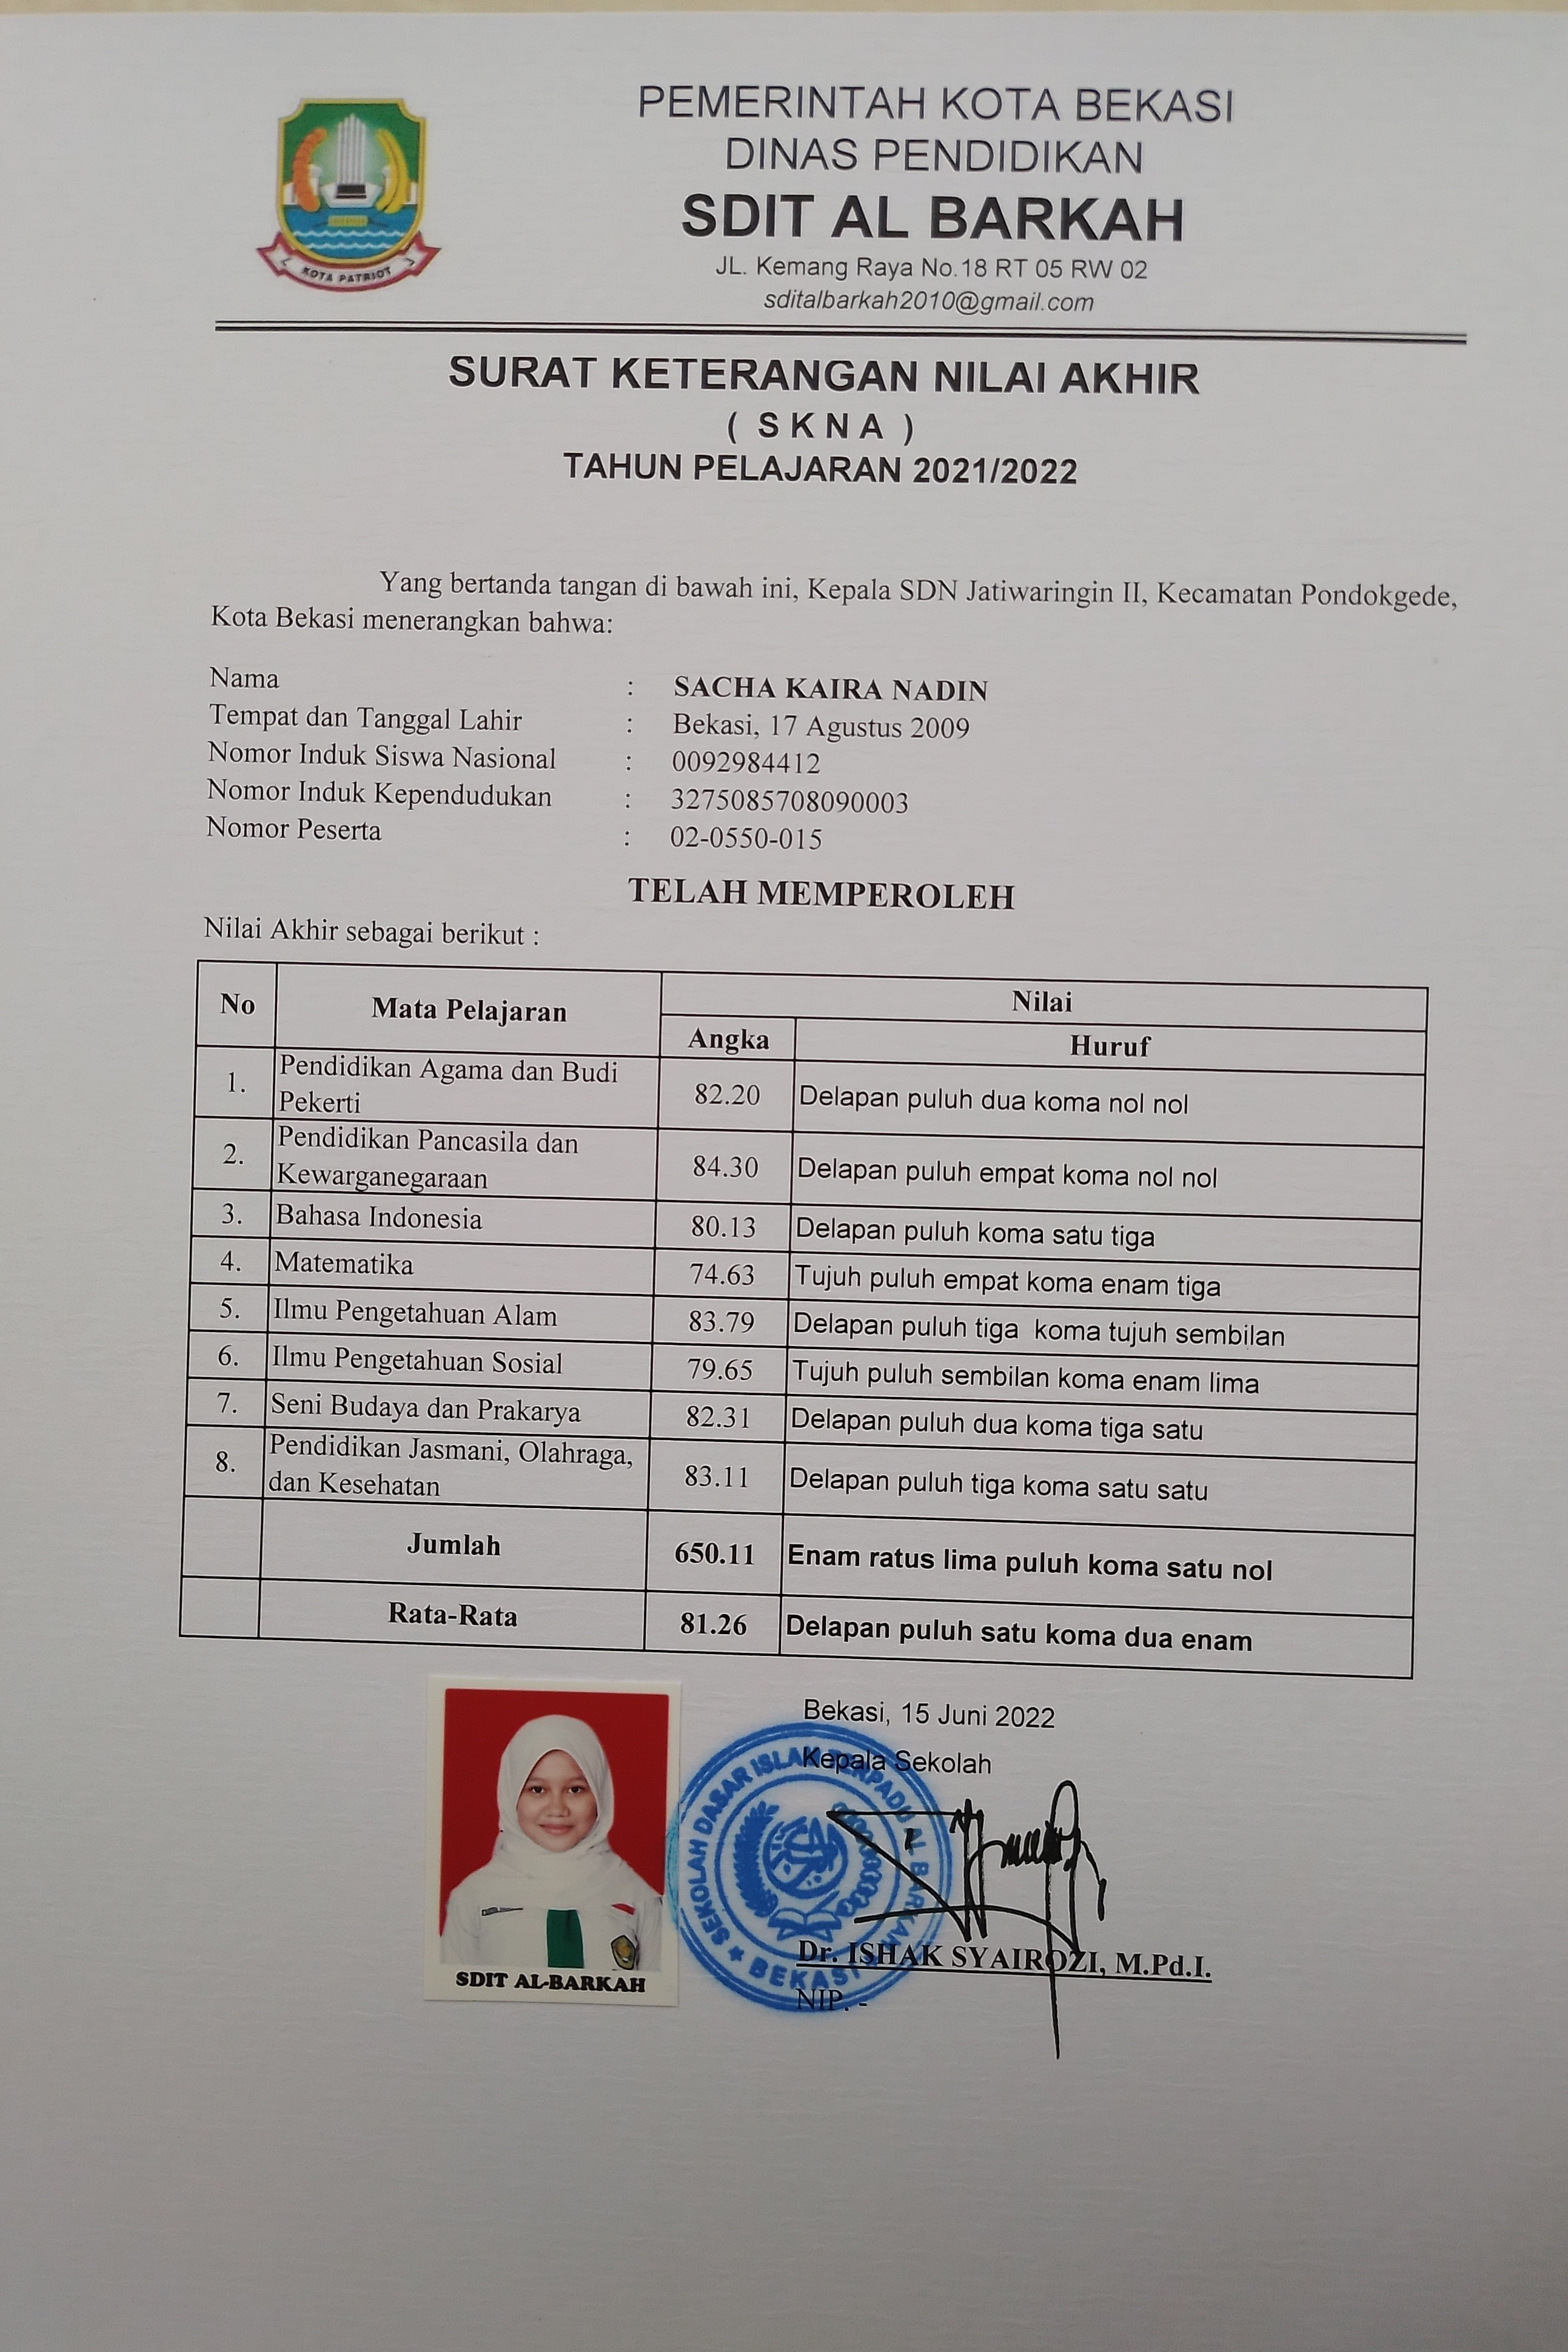 PEMERINTAH KOTA BEKASI
DINAS PENDIDIKAN
SDIT AL BARKAH
JL. Kemang Raya No.18 RT 05 RW 02
sditalbarkah2010@gmail.com
KOTA PATRIOT
SURAT KETERANGAN NILAI AKHIR
( S K N A )
TAHUN PELAJARAN 2021/2022
Yang bertanda tangan di bawah ini, Kepala SDN Jatiwaringin II, Kecamatan Pondokgede,
Kota Bekasi menerangkan bahwa:
Nama : SACHA KAIRA NADIN
Tempat dan Tanggal Lahir : Bekasi, 17 Agustus 2009
Nomor Induk Siswa Nasional : 0092984412
Nomor Induk Kependudukan : 3275085708090003
Nomor Peserta : 02-0550-015
TELAH MEMPEROLEH
Nilai Akhir sebagai berikut :
No Mata Pelajaran Nilai
Angka Huruf
1. Pendidikan Agama dan Budi
Pekerti 82.20 Delapan puluh dua koma nol nol
2. Pendidikan Pancasila dan
Kewarganegaraan 84.30 Delapan puluh empat koma nol nol
3. Bahasa Indonesia 80.13 Delapan puluh koma satu tiga
4. Matematika 74.63 Tujuh puluh empat koma enam tiga
5. Ilmu Pengetahuan Alam 83.79 Delapan puluh tiga koma tujuh sembilan
6. Ilmu Pengetahuan Sosial 79.65 Tujuh puluh sembilan koma enam lima
7. Seni Budaya dan Prakarya 82.31 Delapan puluh dua koma tiga satu
8. Pendidikan Jasmani, Olahraga,
dan Kesehatan 83.11 Delapan puluh tiga koma satu satu
Jumlah 650.11 Enam ratus lima puluh koma satu nol
Rata-Rata 81.26 Delapan puluh satu koma dua enam
Bekasi, 15 Juni 2022
Kepala Sekolah
SEKOLAH DASAR ISLAM TERPADU AL BARKAH
BEKASI
Dr. ISHAK SYAIROZI, M.Pd.I.
NIP. -
SDIT AL-BARKAH